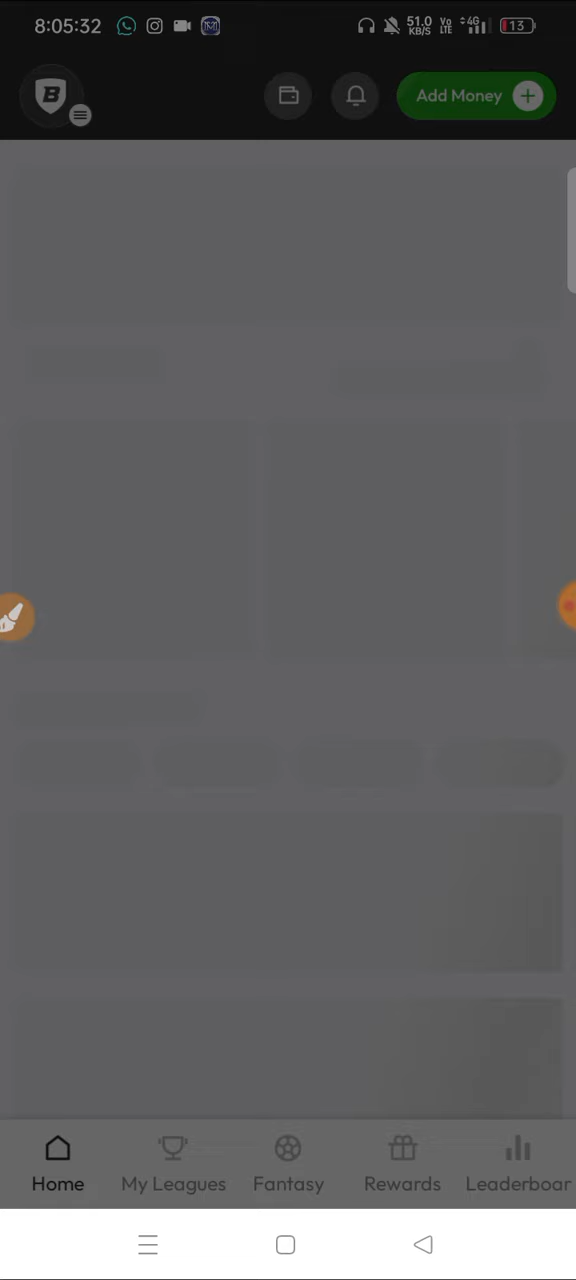 8:05:32 51.0 KB/S Vo LTE 4G 13
B
Add Money
Home My Leagues Fantasy Rewards Leaderboar